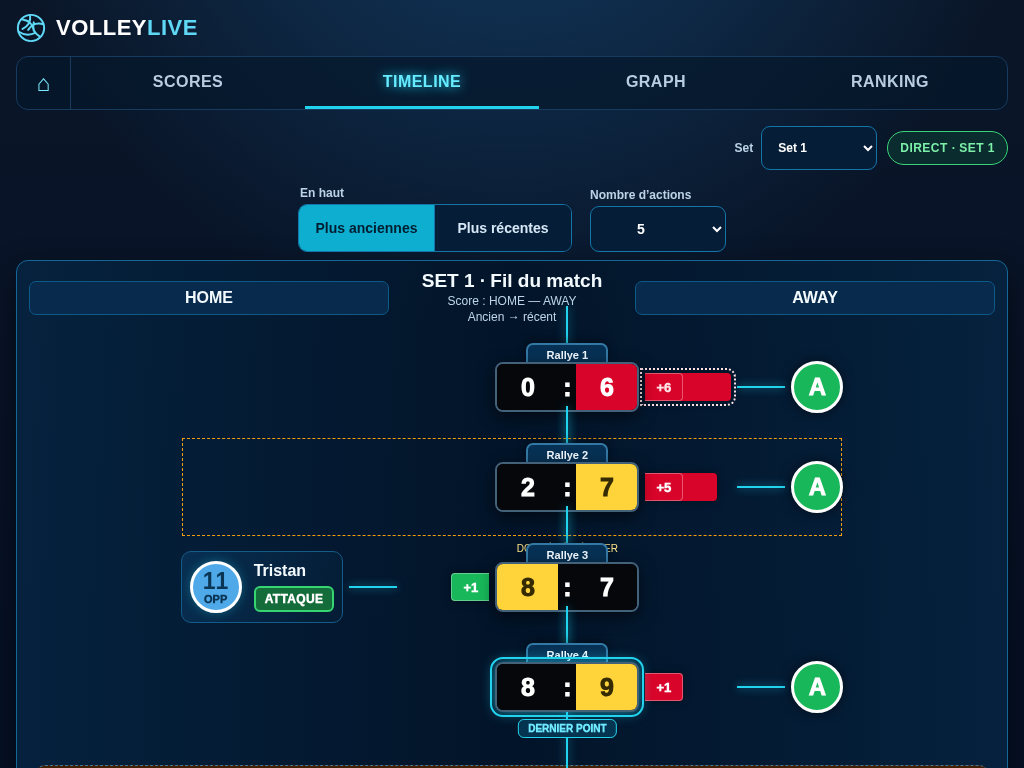 VOLLEYLIVE
SCORES TIMELINE GRAPH RANKING
Set Set 1 DIRECT · SET 1
En haut Nombre d’actions
Plus anciennes Plus récentes 5
SET 1 · Fil du match
HOME AWAY
Score : HOME — AWAY
Ancien → récent
Rallye 1
0 : 6 +6 A
Rallye 2
2 : 7 +5 A
Rallye 3
11 OPP Tristan ATTAQUE +1 8 : 7
Rallye 4
8 : 9 +1 A
DERNIER POINT